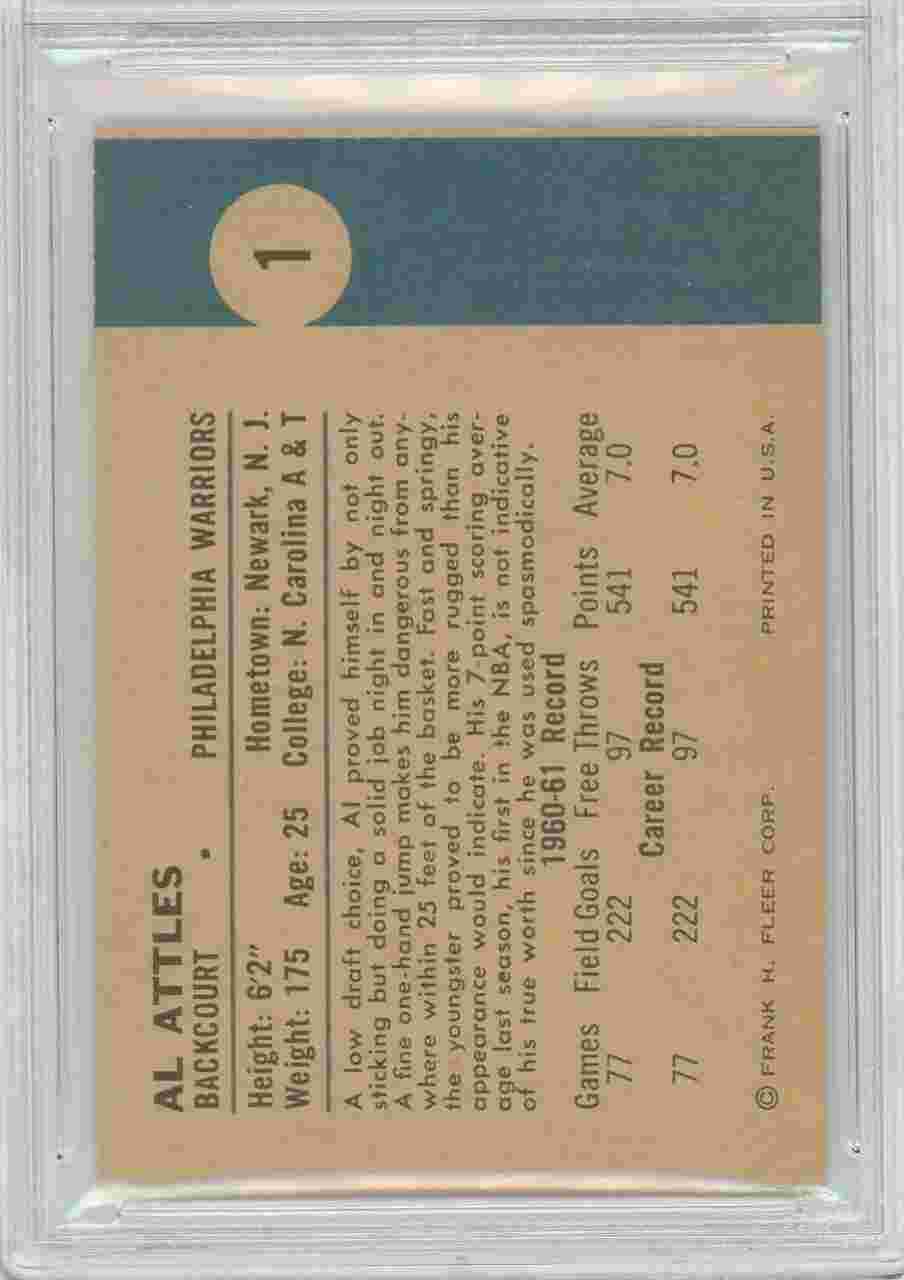 1
AL ATTLES
BACKCOURT • PHILADELPHIA WARRIORS
Height: 6'2" Hometown: Newark, N. J.
Weight: 175 Age: 25 College: N. Carolina A & T
A low draft choice, Al proved himself by not only
sticking but doing a solid job night in and night out.
A fine one-hand jump makes him dangerous from any-
where within 25 feet of the basket. Fast and springy,
the youngster proved to be more rugged than his
appearance would indicate. His 7-point scoring aver-
age last season, his first in the NBA, is not indicative
of his true worth since he was used spasmodically.
1960-61 Record
Games Field Goals Free Throws Points Average
77 222 97 541 7.0
Career Record
77 222 97 541 7.0
© FRANK H. FLEER CORP. PRINTED IN U.S.A.